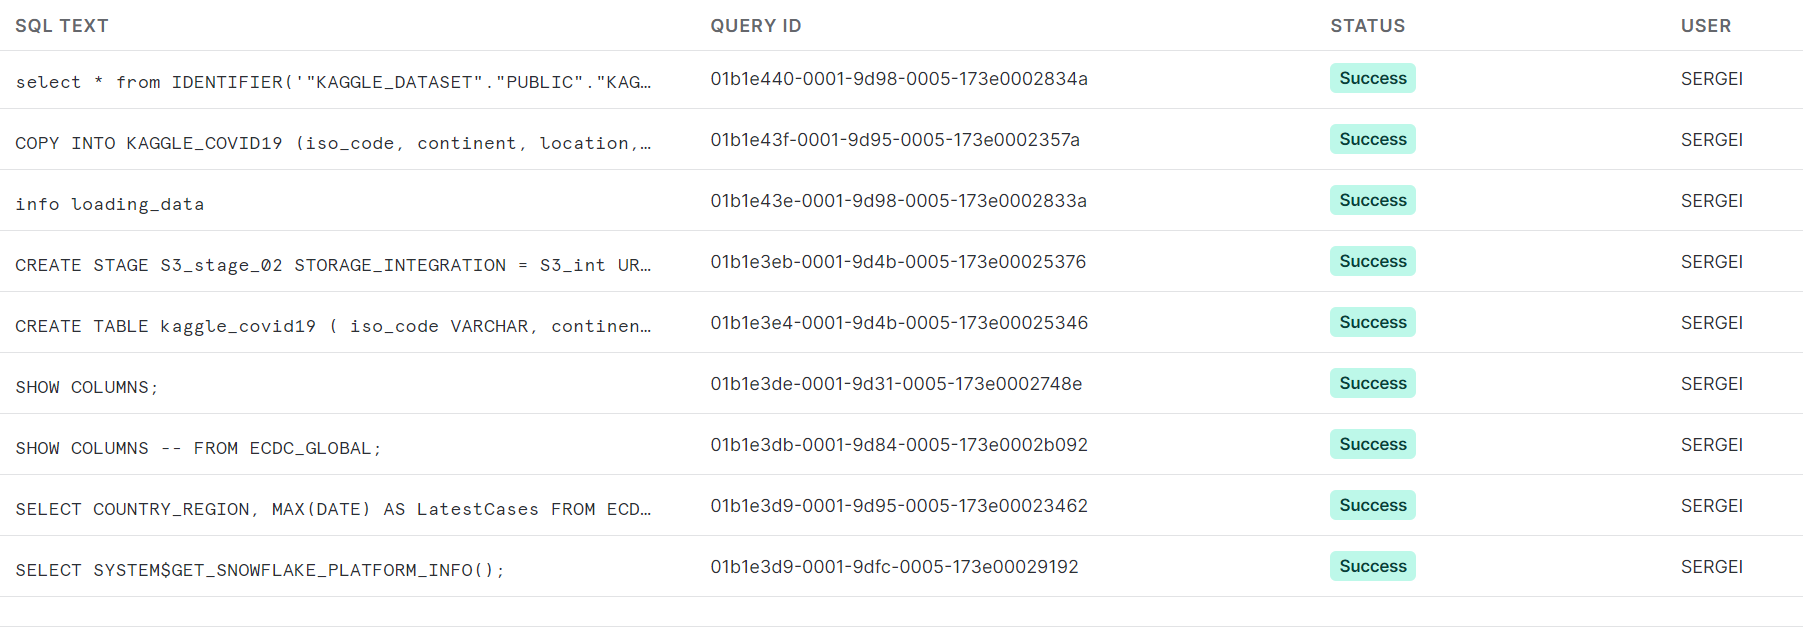 SQL TEXT QUERY ID STATUS USER
select * from IDENTIFIER('"KAGGLE_DATASET"."PUBLIC"."KAG… 01b1e440-0001-9d98-0005-173e0002834a Success SERGEI
COPY INTO KAGGLE_COVID19 (iso_code, continent, location,… 01b1e43f-0001-9d95-0005-173e0002357a Success SERGEI
info loading_data 01b1e43e-0001-9d98-0005-173e0002833a Success SERGEI
CREATE STAGE S3_stage_02 STORAGE_INTEGRATION = S3_int UR… 01b1e3eb-0001-9d4b-0005-173e00025376 Success SERGEI
CREATE TABLE kaggle_covid19 ( iso_code VARCHAR, continen… 01b1e3e4-0001-9d4b-0005-173e00025346 Success SERGEI
SHOW COLUMNS; 01b1e3de-0001-9d31-0005-173e0002748e Success SERGEI
SHOW COLUMNS -- FROM ECDC_GLOBAL; 01b1e3db-0001-9d84-0005-173e0002b092 Success SERGEI
SELECT COUNTRY_REGION, MAX(DATE) AS LatestCases FROM ECD… 01b1e3d9-0001-9d95-0005-173e00023462 Success SERGEI
SELECT SYSTEM$GET_SNOWFLAKE_PLATFORM_INFO(); 01b1e3d9-0001-9dfc-0005-173e00029192 Success SERGEI